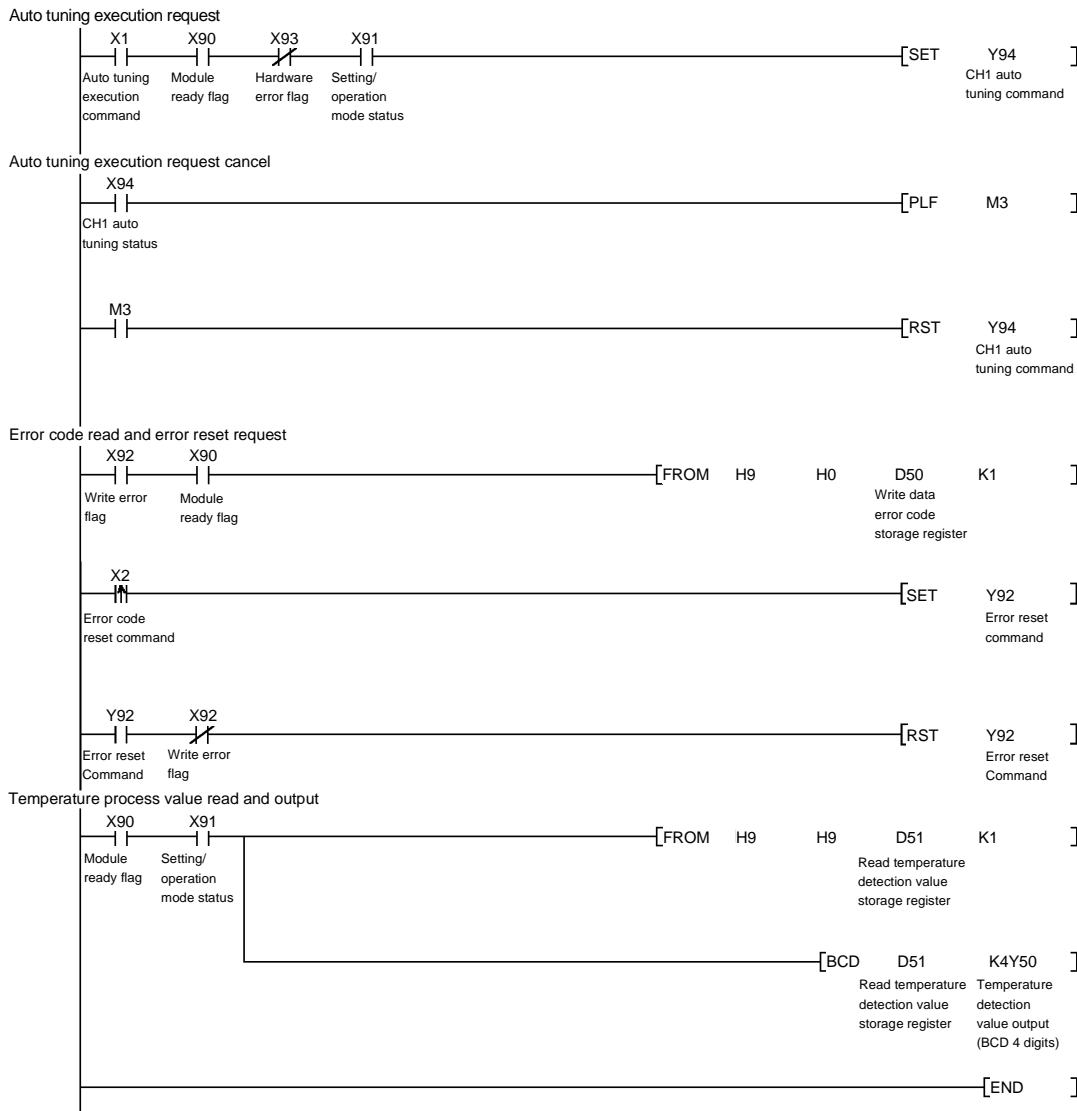 Auto tuning execution request
X1 X90 X93 X91
[SET Y94 ]
Auto tuning execution command
Module ready flag
Hardware error flag
Setting/ operation mode status
CH1 auto tuning command
Auto tuning execution request cancel
X94
[PLF M3 ]
CH1 auto
tuning status
M3
[RST Y94 ]
CH1 auto
tuning command
Error code read and error reset request
X92 X90
[FROM H9 H0 D50 K1 ]
Write error flag
Module ready flag
Write data
error code
storage register
X2
[SET Y92 ]
Error code
reset command
Error reset
command
Y92 X92
[RST Y92 ]
Error reset Command
Write error flag
Error reset
Command
Temperature process value read and output
X90 X91
[FROM H9 H9 D51 K1 ]
Module ready flag
Setting/ operation mode status
Read temperature
detection value
storage register
[BCD D51 K4Y50 ]
Read temperature detection value storage register
Temperature detection value output (BCD 4 digits)
[END ]